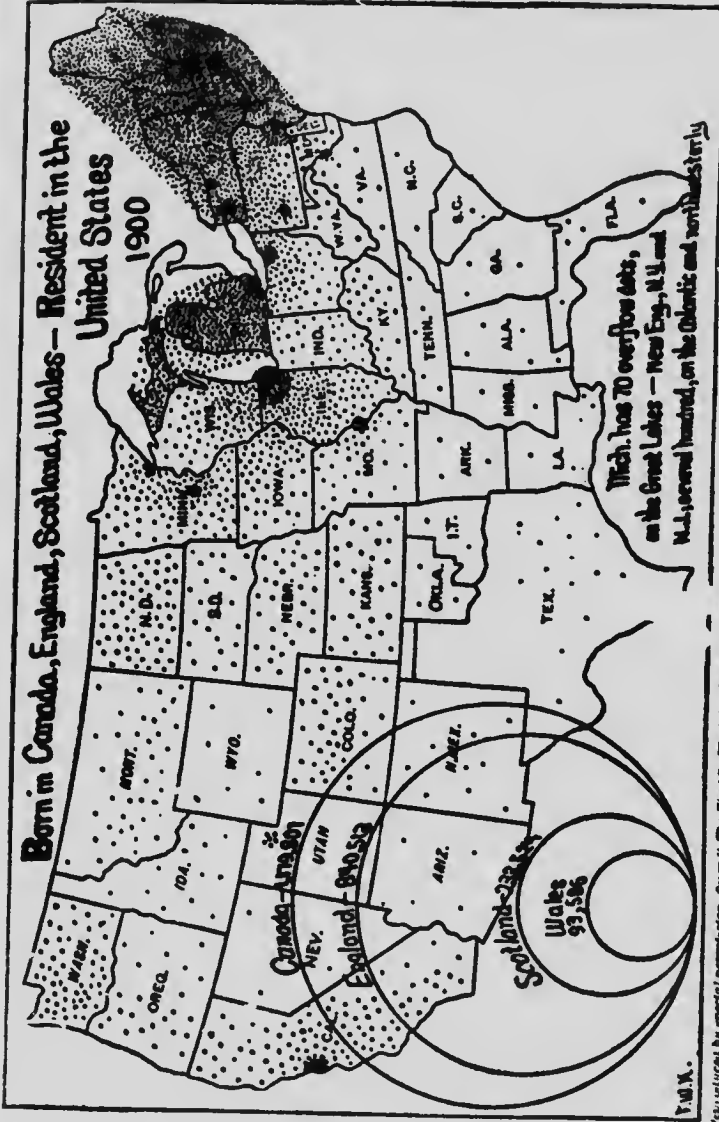 Born in Canada, England, Scotland, Wales — Resident in the
United States
1900
WASH.
OREG.
CAL.
NEV.
IDA.
MONT.
WYO.
UTAH
COLO.
ARIZ.
N.MEX.
N.D.
S.D.
NEBR.
KANS.
OKLA.
I.T.
TEX.
MINN.
IOWA
MO.
ARK.
LA.
WIS.
ILL.
IND.
KY.
TENN.
MISS.
ALA.
GA.
FLA.
S.C.
N.C.
VA.
W.VA.
Canada
England - 840,513
Scotland
Wales
93,586
Mich. has 70 overflow dots,
on the Great Lakes — New Eng., N.Y. and
N.J., several hundred, on the Atlantic and northwesterly
F.W.K.